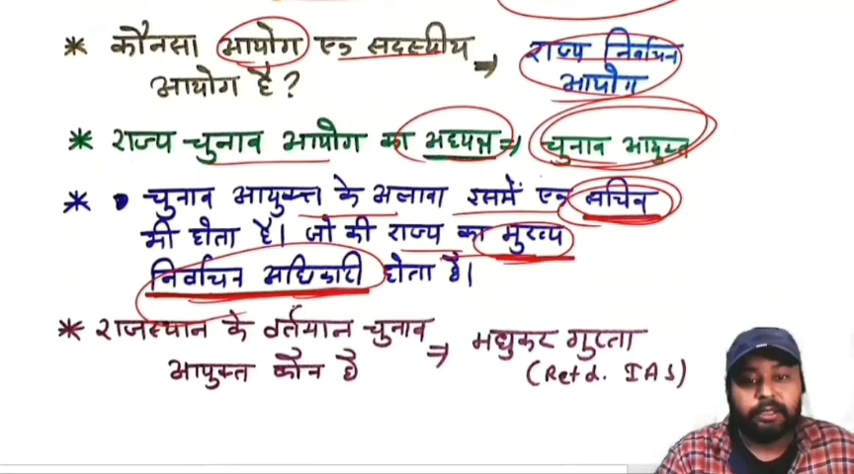 * कौनसा आयोग एक सदस्यीय ⇒ राज्य निर्वाचन
आयोग है? आयोग
* राज्य चुनाव आयोग का अध्यक्ष ⇒ चुनाव आयुक्त
* • चुनाव आयुक्त के अलावा इसमें एक सचिव
भी होता है। जो की राज्य का मुख्य
निर्वाचन अधिकारी होता है।
* राजस्थान के वर्तमान चुनाव ⇒ मधुकर गुप्ता
आयुक्त कौन है (Retd. IAS)